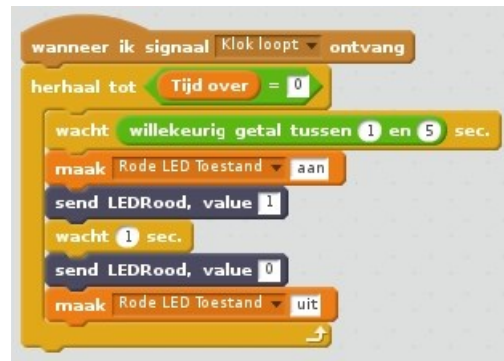 wanneer ik signaal Klok loopt ontvang
herhaal tot Tijd over = 0
wacht willekeurig getal tussen 1 en 5 sec.
maak Rode LED Toestand aan
send LEDRood, value 1
wacht 1 sec.
send LEDRood, value 0
maak Rode LED Toestand uit